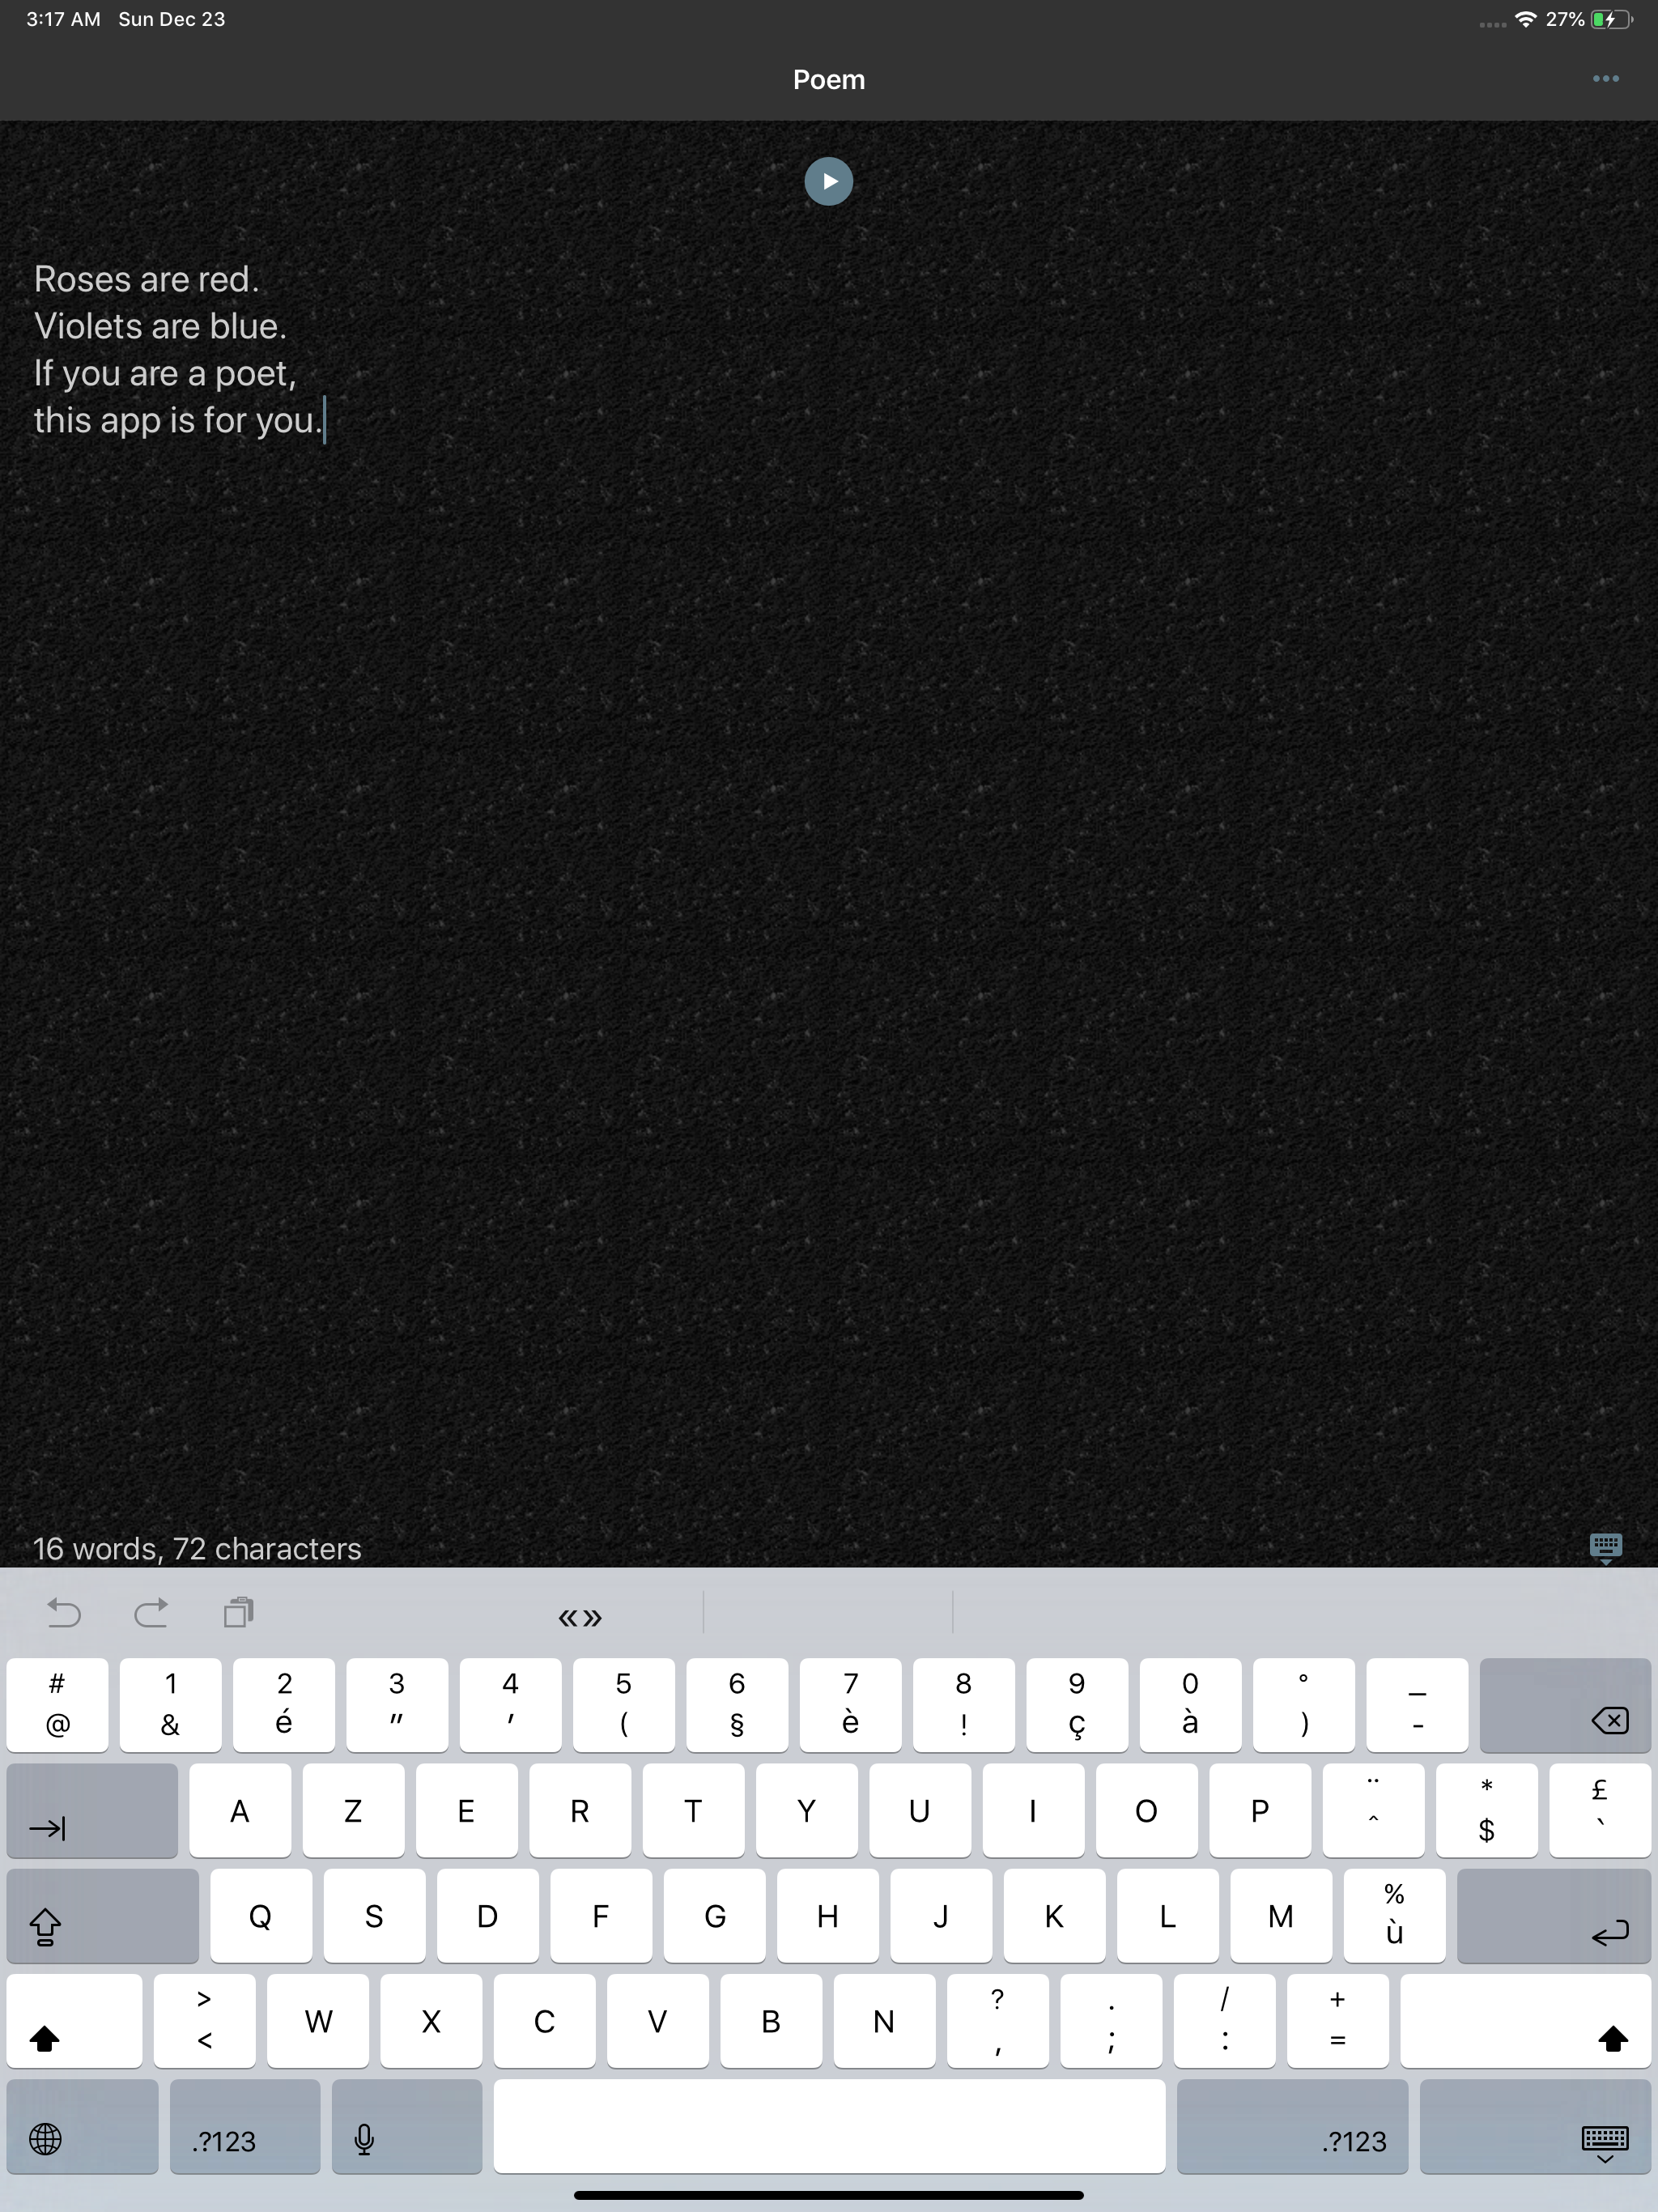 3:17 AM Sun Dec 23 27%
Poem
Roses are red.
Violets are blue.
If you are a poet,
this app is for you.
16 words, 72 characters
«»
# 1 2 3 4 5 6 7 8 9 0 ° _
@ & é " ' ( § è ! ç à ) -
A Z E R T Y U I O P ¨ * £
^ $ `
Q S D F G H J K L M % 
ù
> W X C V B N ? . / +
< , ; : =
.?123 .?123